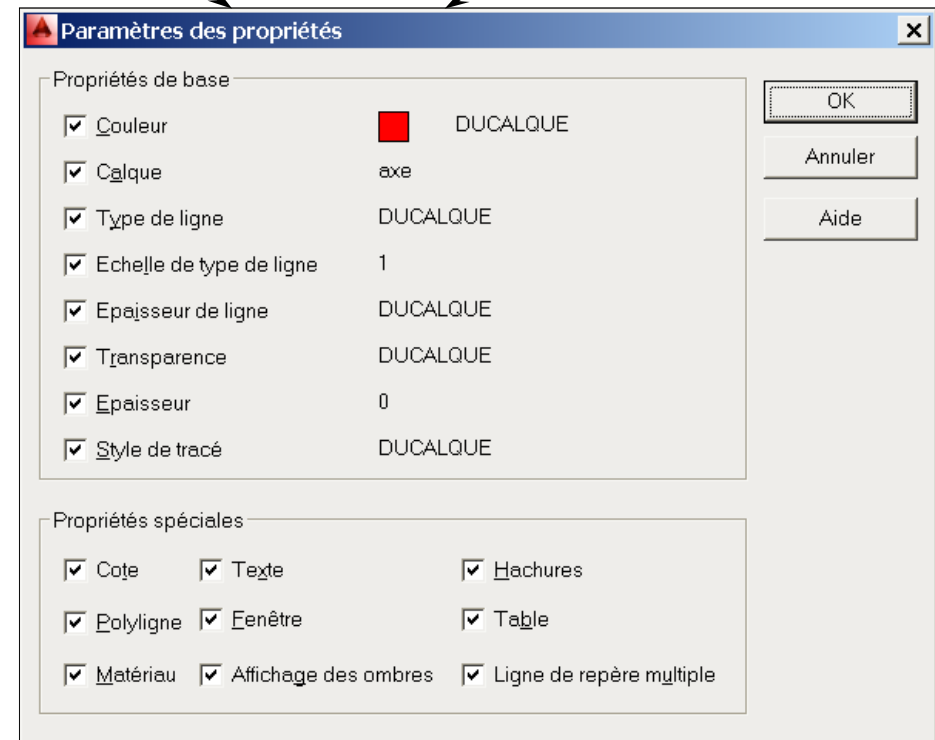 Paramètres des propriétés
Propriétés de base
Couleur DUCALQUE
Calque axe
Type de ligne DUCALQUE
Echelle de type de ligne 1
Epaisseur de ligne DUCALQUE
Transparence DUCALQUE
Epaisseur 0
Style de tracé DUCALQUE
OK
Annuler
Aide
Propriétés spéciales
Cote Texte Hachures
Polyligne Fenêtre Table
Matériau Affichage des ombres Ligne de repère multiple